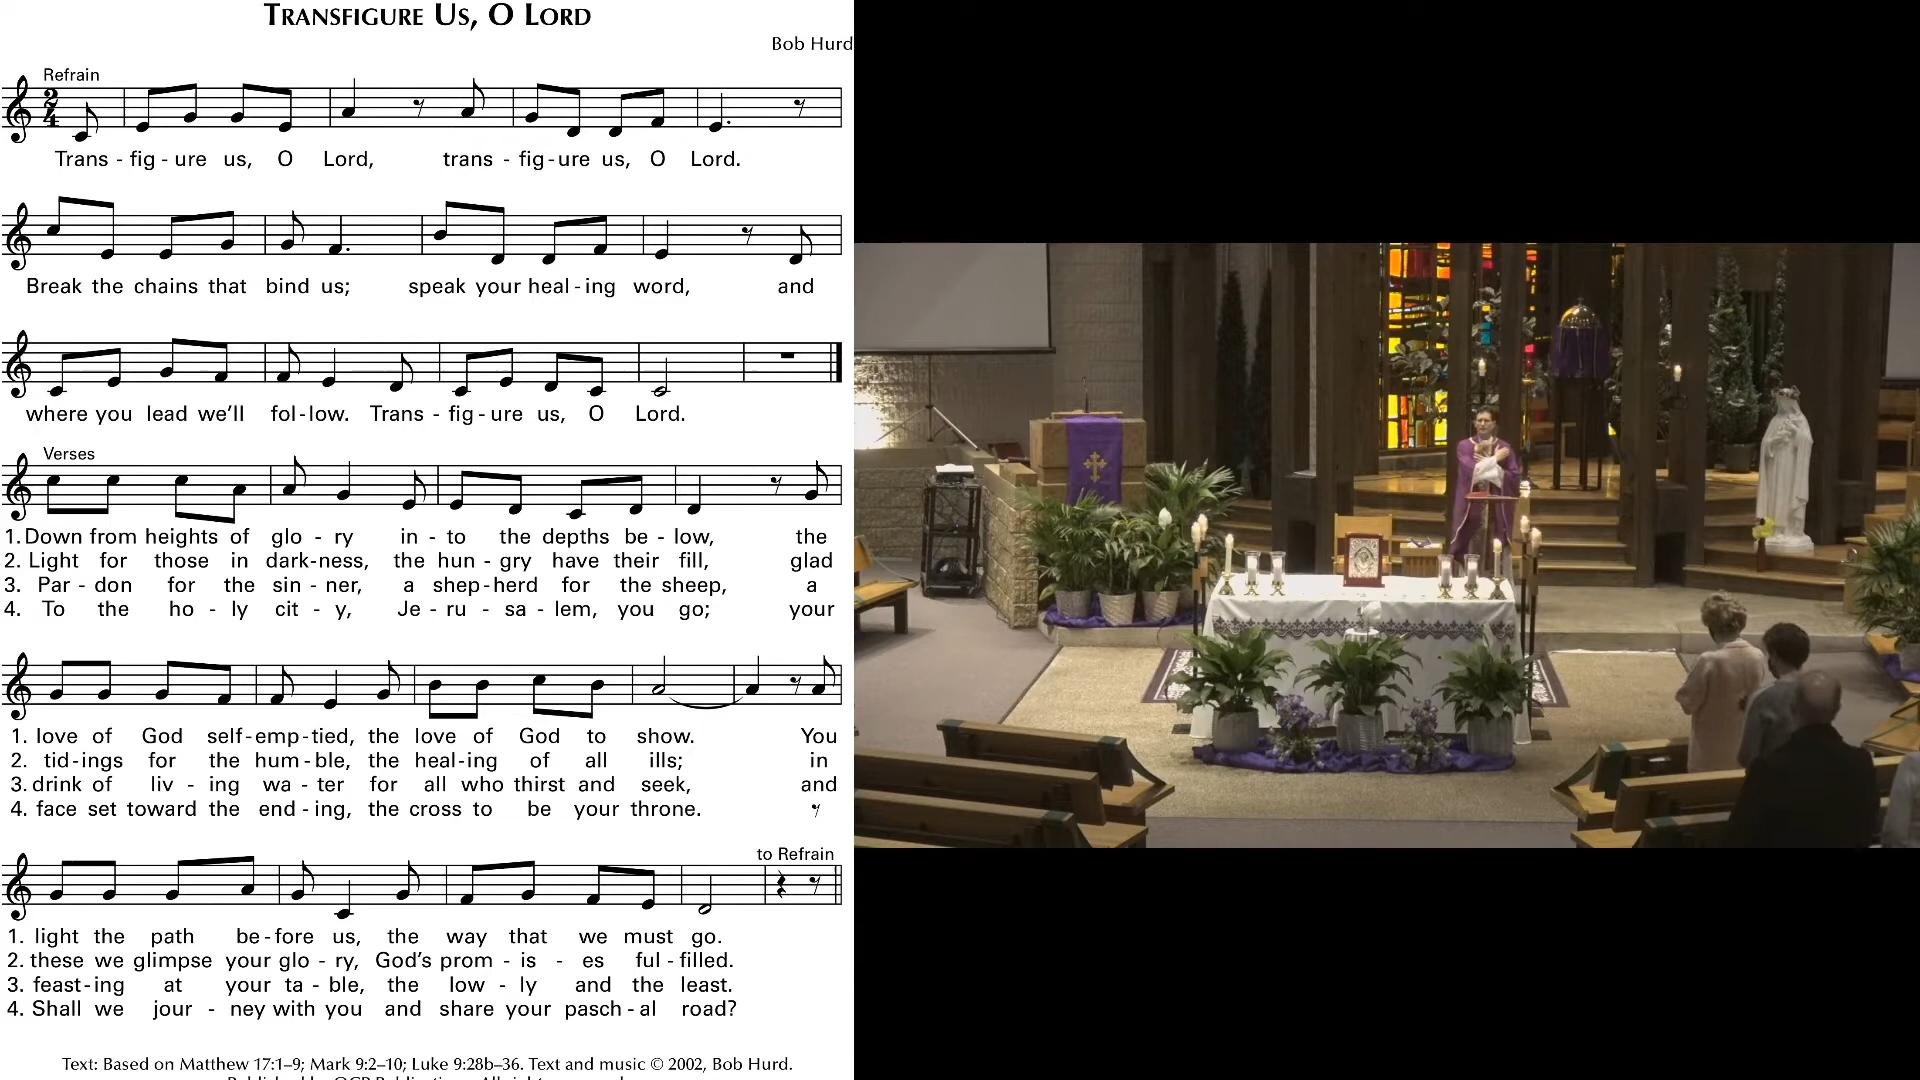 TRANSFIGURE US, O LORD
Bob Hurd
Refrain
Trans - fig - ure us, O Lord, trans - fig - ure us, O Lord.
Break the chains that bind us; speak your heal - ing word, and
where you lead we'll fol - low. Trans - fig - ure us, O Lord.
Verses
1. Down from heights of glo - ry in - to the depths be - low, the
2. Light for those in dark - ness, the hun - gry have their fill, glad
3. Par - don for the sin - ner, a shep - herd for the sheep, a
4. To the ho - ly cit - y, Je - ru - sa - lem, you go; your
1. love of God self - emp - tied, the love of God to show. You
2. tid - ings for the hum - ble, the heal - ing of all ills; in
3. drink of liv - ing wa - ter for all who thirst and seek, and
4. face set toward the end - ing, the cross to be your throne.
to Refrain
1. light the path be - fore us, the way that we must go.
2. these we glimpse your glo - ry, God's prom - is - es ful - filled.
3. feast - ing at your ta - ble, the low - ly and the least.
4. Shall we jour - ney with you and share your pasch - al road?
Text: Based on Matthew 17:1–9; Mark 9:2–10; Luke 9:28b–36. Text and music © 2002, Bob Hurd.